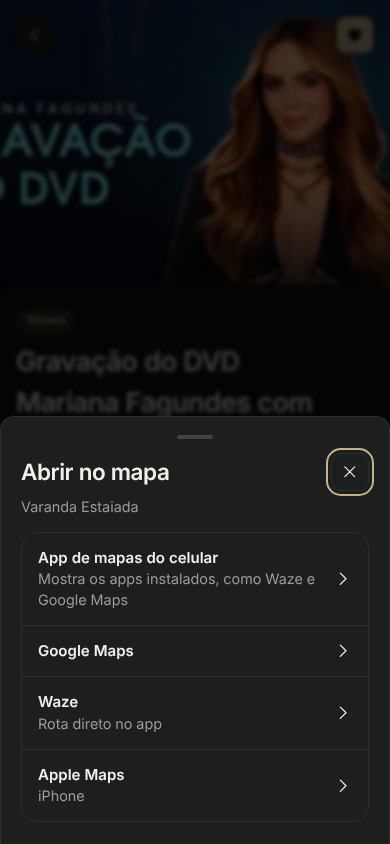 NA FAGUNDES
AVAÇÃO
DVD
Shows
Gravação do DVD
Mariana Fagundes com
Abrir no mapa
Varanda Estaiada
App de mapas do celular
Mostra os apps instalados, como Waze e
Google Maps
Google Maps
Waze
Rota direto no app
Apple Maps
iPhone